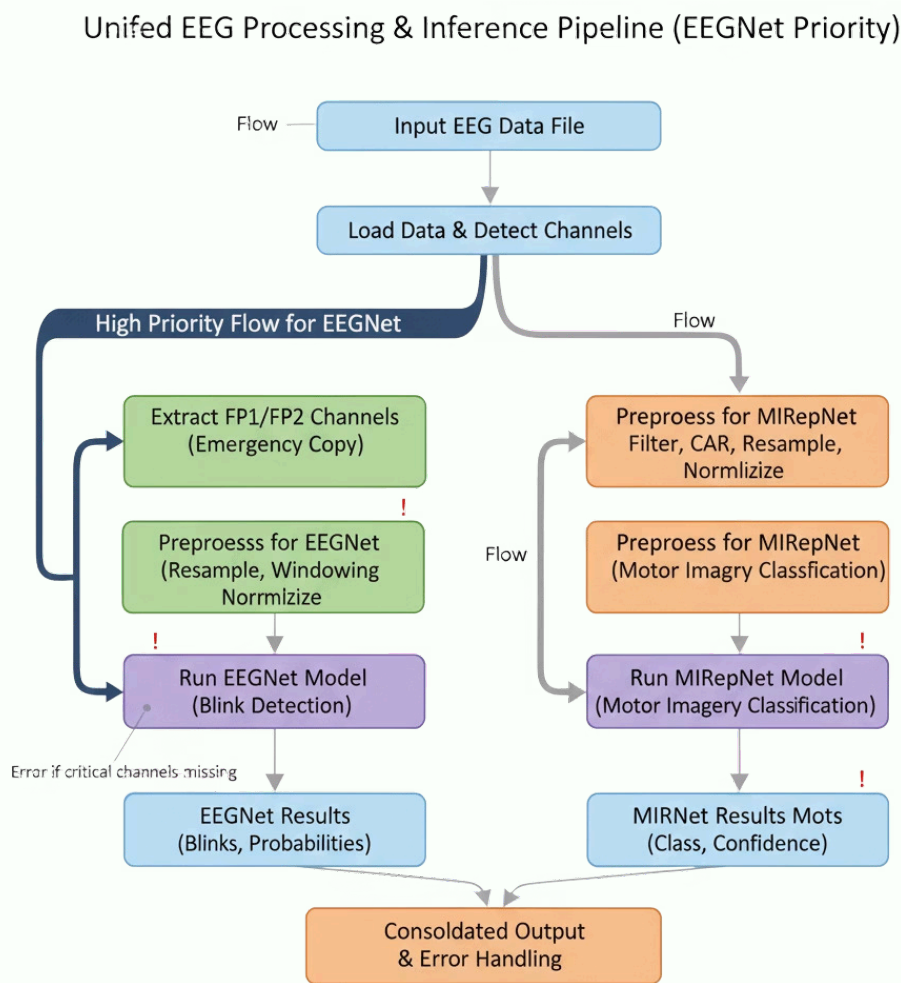 Unifed EEG Processing & Inference Pipeline (EEGNet Priority)
Flow
Input EEG Data File
Load Data & Detect Channels
High Priority Flow for EEGNet
Flow
Extract FP1/FP2 Channels
(Emergency Copy)
Preproess for MIRepNet
Filter, CAR, Resample,
Normlizize
!
Preproesss for EEGNet
(Resample, Windowing
Normlizize
Flow
Preproess for MIRepNet
(Motor Imagry Classfication)
!
Run EEGNet Model
(Blink Detection)
!
Run MIRepNet Model
(Motor Imagery Classification)
Error if critical channels missing
EEGNet Results
(Blinks, Probabilities)
!
MIRNet Results Mots
(Class, Confidence)
Consoldated Output
& Error Handling